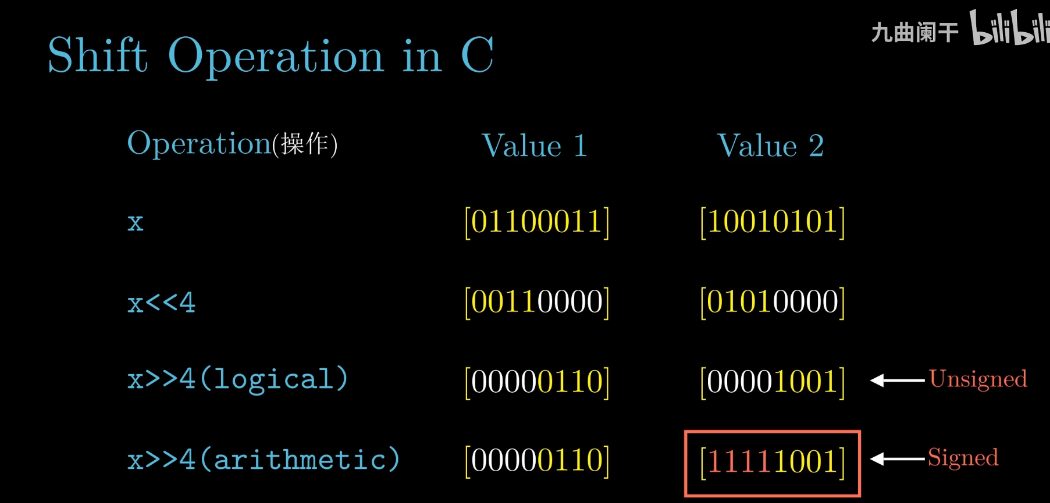 九曲阑干 bilibili
Shift Operation in C
Operation(操作) Value 1 Value 2
x [01100011] [10010101]
x<<4 [00110000] [01010000]
x>>4(logical) [00000110] [00001001] Unsigned
x>>4(arithmetic) [00000110] [11111001] Signed